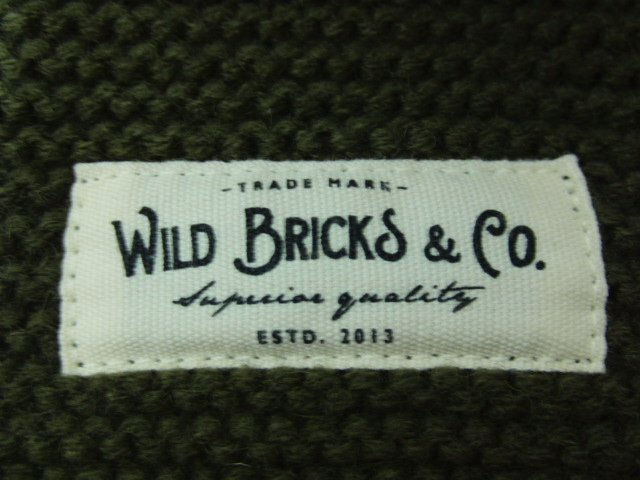 - TRADE MARK -
WILD BRICKS & CO.
Superior quality
ESTD. 2013